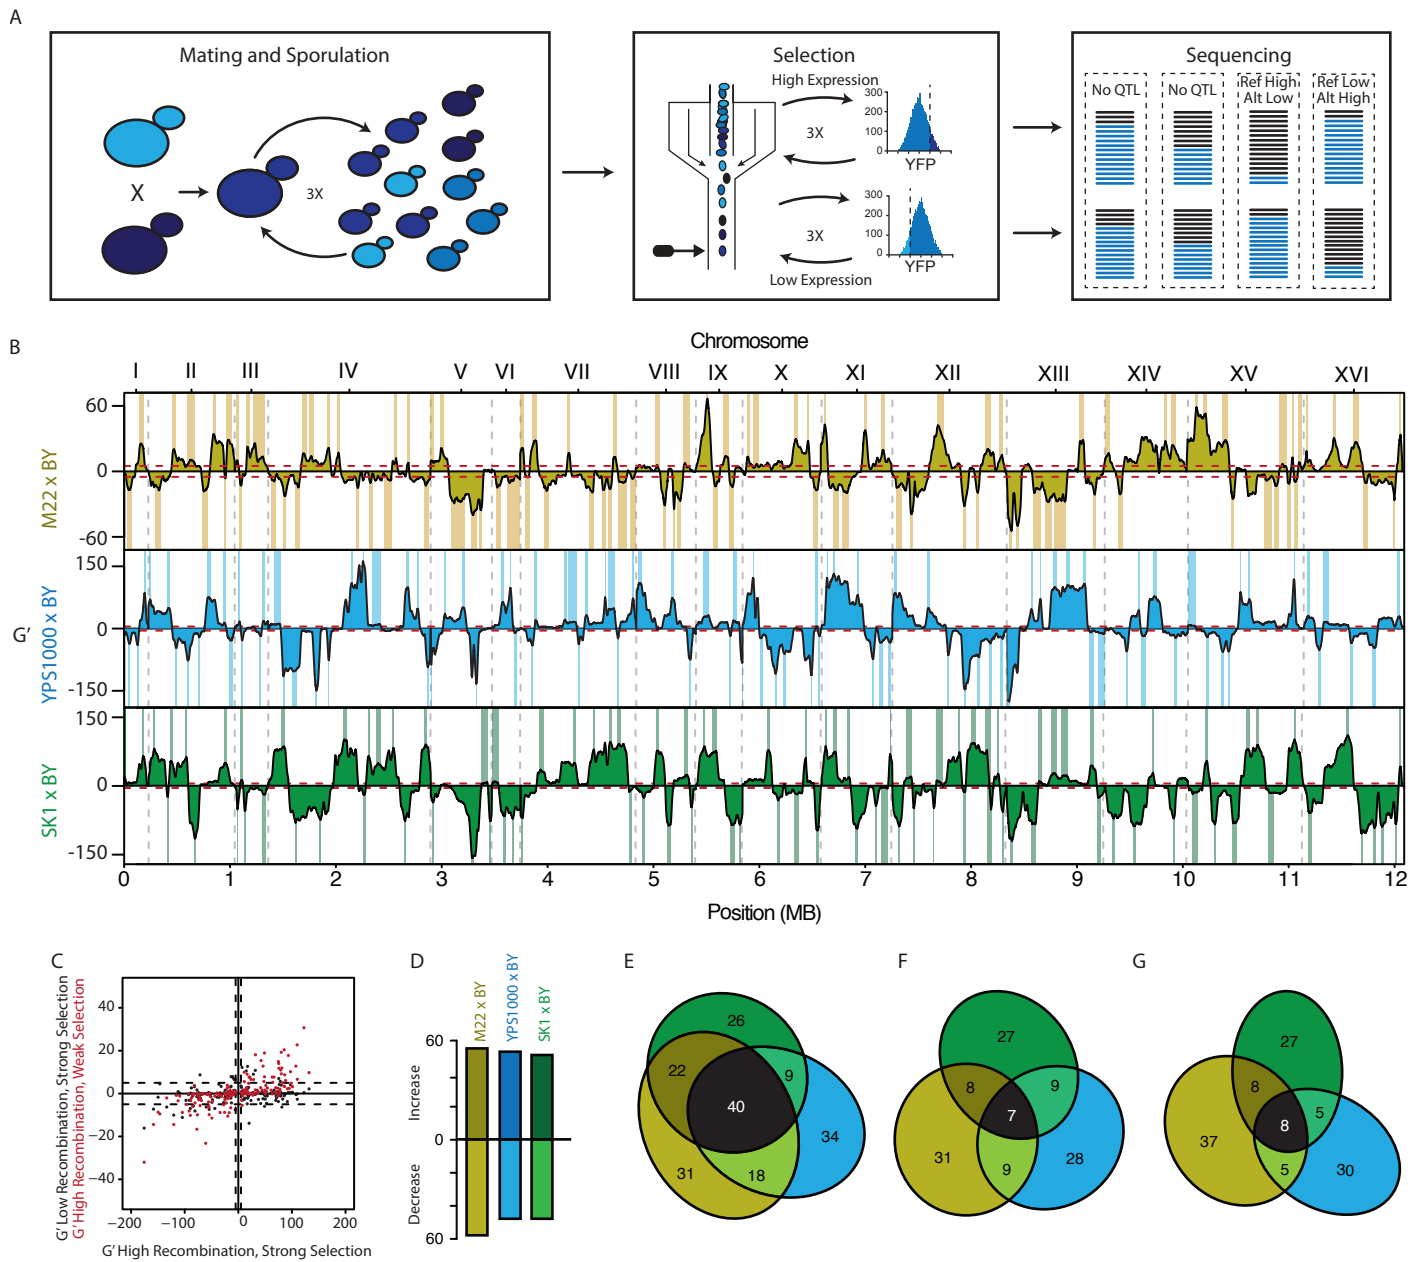 A
Mating and Sporulation
X
3X
Selection
High Expression
3X
300
200
100
0
YFP
3X
300
200
100
0
YFP
Low Expression
Sequencing
No QTL
No QTL
Ref High
Alt Low
Ref Low
Alt High
B
Chromosome
I II III IV V VI VII VIII IX X XI XII XIII XIV XV XVI
G’
M22 x BY
60
0
-60
YPS1000 x BY
150
0
-150
SK1 x BY
150
0
-150
0 1 2 3 4 5 6 7 8 9 10 11 12
Position (MB)
C
G’ Low Recombination, Strong Selection
G’ High Recombination, Weak Selection
40
20
0
−20
−40
−200 −100 0 100 200
G’ High Recombination, Strong Selection
D
M22 x BY
YPS1000 x BY
SK1 x BY
60
0
60
Increase
Decrease
E
26
22
9
40
34
31
18
F
27
8
9
7
31
28
9
G
27
8
5
8
37
30
5